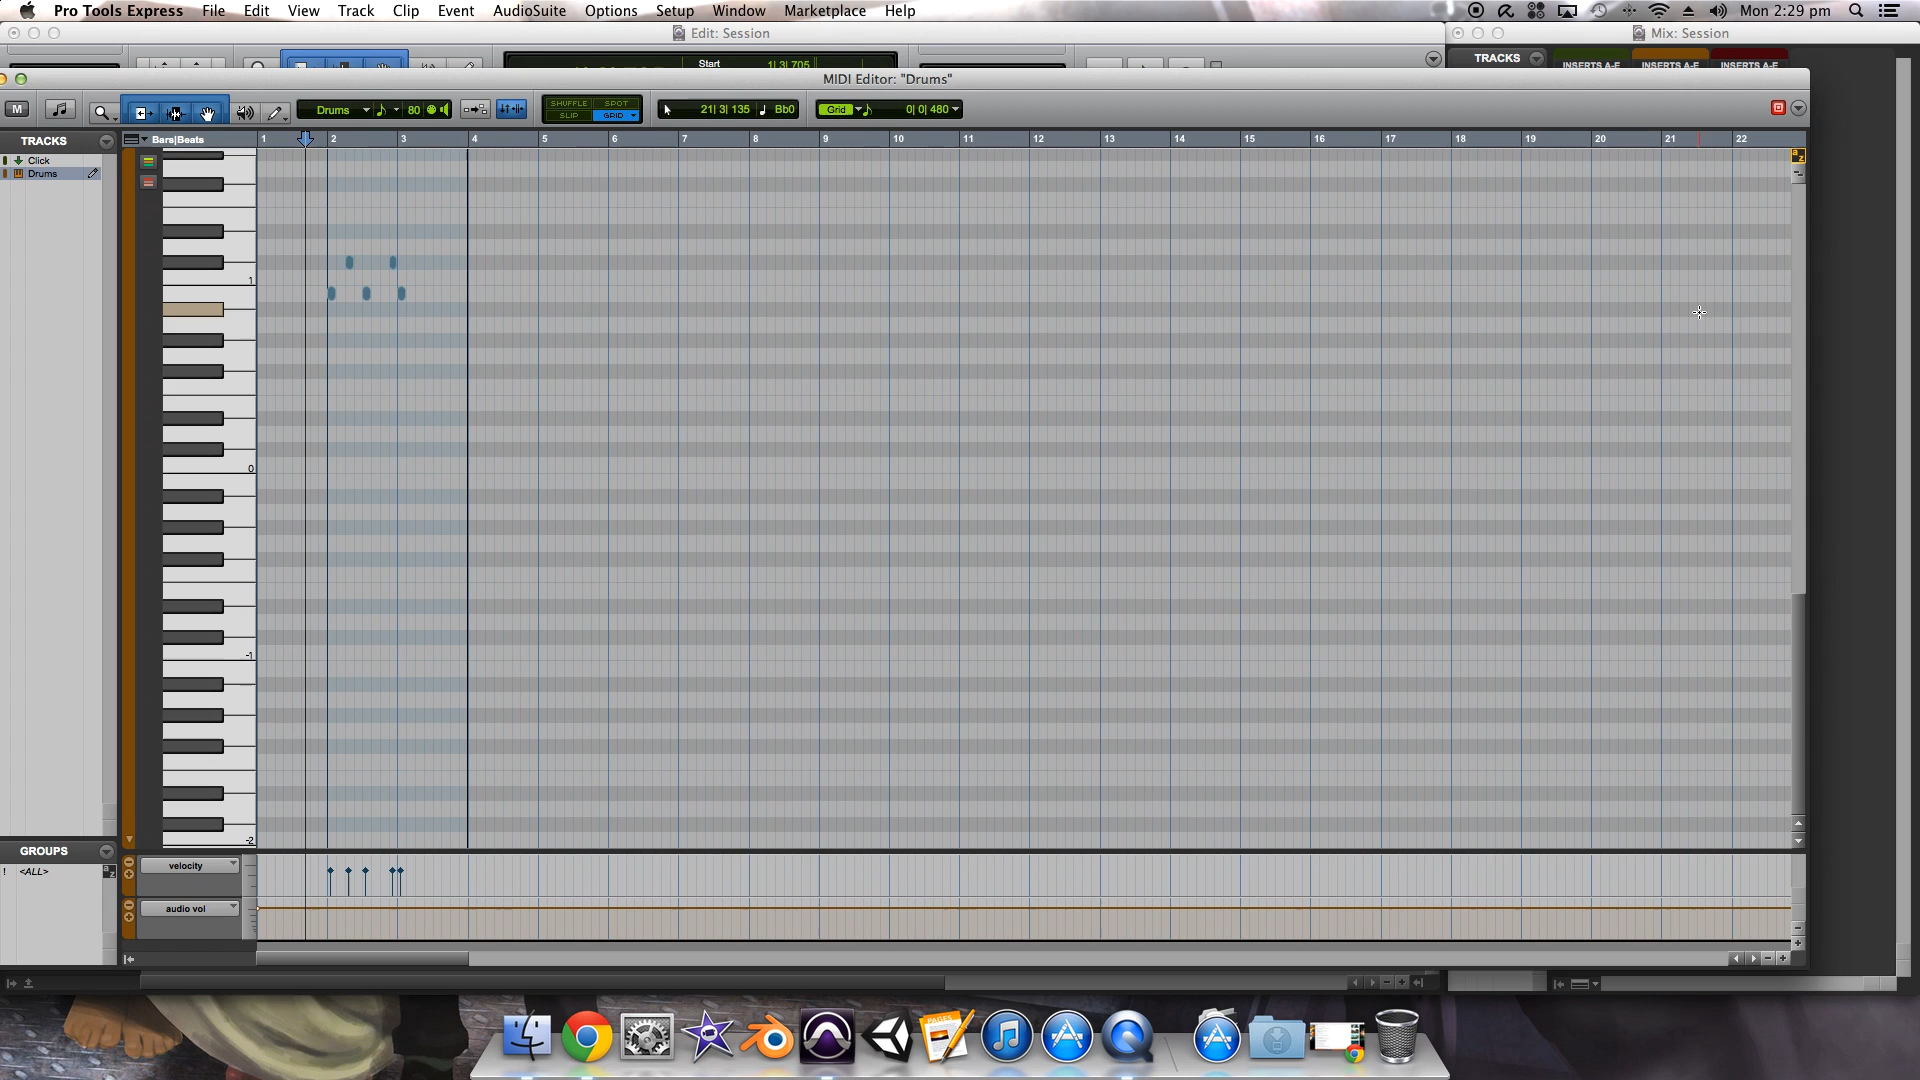 Pro Tools Express File Edit View Track Clip Event AudioSuite Options Setup Window Marketplace Help Mon 2:29 pm
Edit: Session
Mix: Session
Start 1| 3| 705
TRACKS INSERTS A-E INSERTS A-E INSERTS A-E
MIDI Editor: "Drums"
M Drums 80 SHUFFLE SPOT SLIP GRID 21| 3| 135 Bb0 Grid 0| 0| 480
TRACKS Bars|Beats 1 2 3 4 5 6 7 8 9 10 11 12 13 14 15 16 17 18 19 20 21 22
a z
Click
Drums
1
0
-1
-2
GROUPS
! <ALL> a z
velocity
audio vol
PAGES